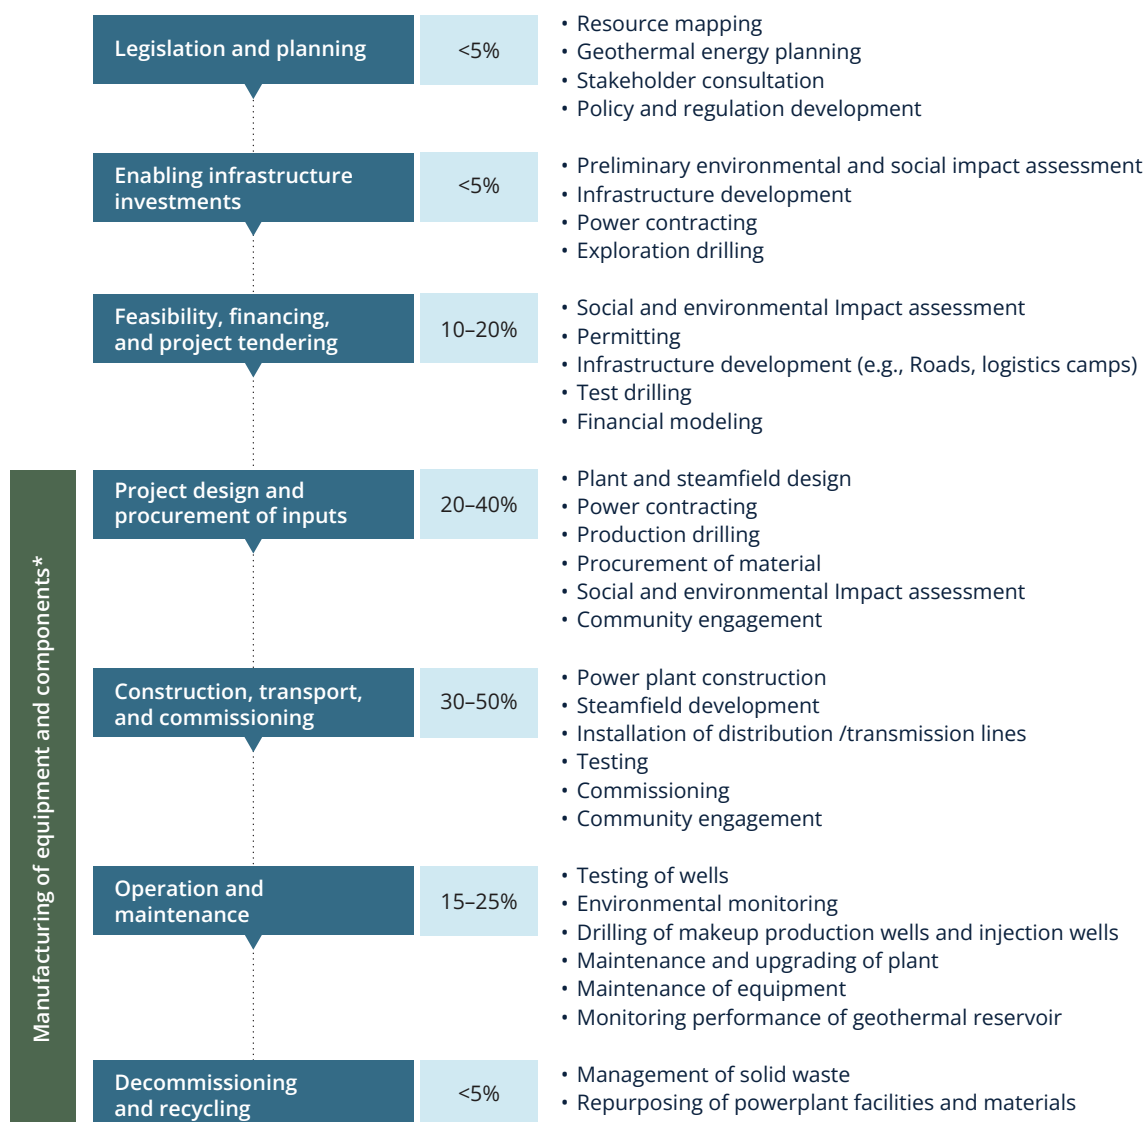 Legislation and planning
<5%
• Resource mapping
• Geothermal energy planning
• Stakeholder consultation
• Policy and regulation development
Enabling infrastructure
investments
<5%
• Preliminary environmental and social impact assessment
• Infrastructure development
• Power contracting
• Exploration drilling
Feasibility, financing,
and project tendering
10–20%
• Social and environmental Impact assessment
• Permitting
• Infrastructure development (e.g., Roads, logistics camps)
• Test drilling
• Financial modeling
Manufacturing of equipment and components*
Project design and
procurement of inputs
20–40%
• Plant and steamfield design
• Power contracting
• Production drilling
• Procurement of material
• Social and environmental Impact assessment
• Community engagement
Construction, transport,
and commissioning
30–50%
• Power plant construction
• Steamfield development
• Installation of distribution /transmission lines
• Testing
• Commissioning
• Community engagement
Operation and
maintenance
15–25%
• Testing of wells
• Environmental monitoring
• Drilling of makeup production wells and injection wells
• Maintenance and upgrading of plant
• Maintenance of equipment
• Monitoring performance of geothermal reservoir
Decommissioning
and recycling
<5%
• Management of solid waste
• Repurposing of powerplant facilities and materials